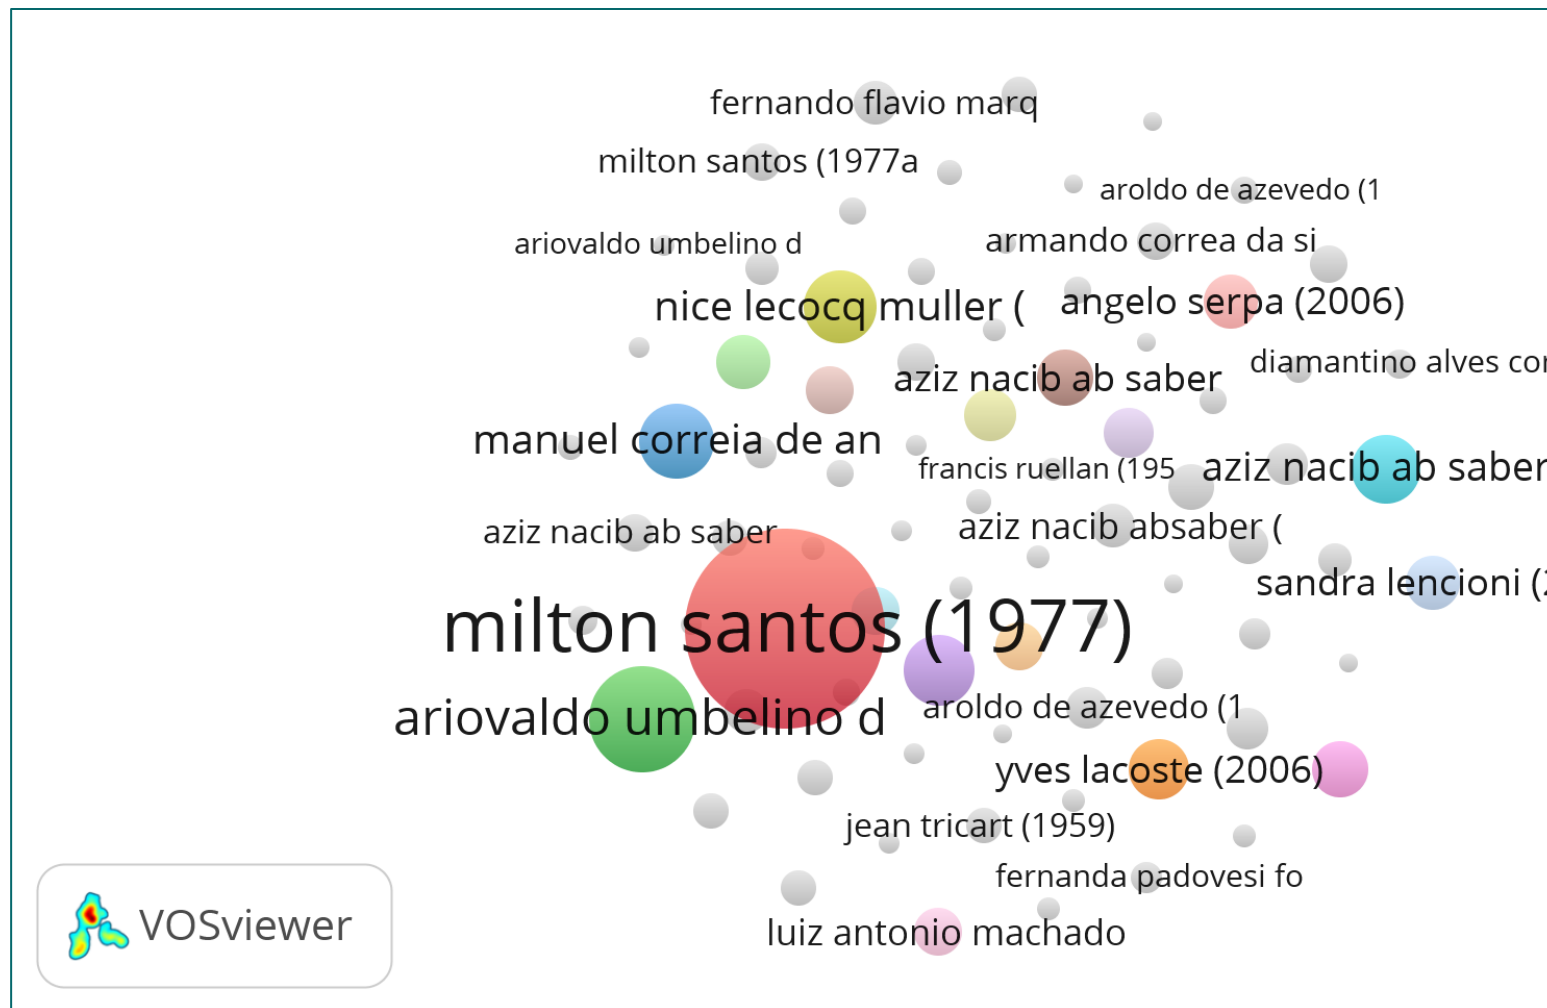 fernando flavio marq
milton santos (1977a
aroldo de azevedo (1
ariovaldo umbelino d
armando correa da si
nice lecocq muller (
angelo serpa (2006)
diamantino alves cor
aziz nacib ab saber
manuel correia de an
francis ruellan (195
aziz nacib ab saber
aziz nacib ab saber
aziz nacib absaber (
sandra lencioni (2
milton santos (1977)
aroldo de azevedo (1
ariovaldo umbelino d
yves lacoste (2006)
jean tricart (1959)
fernanda padovesi fo
luiz antonio machado
VOSviewer